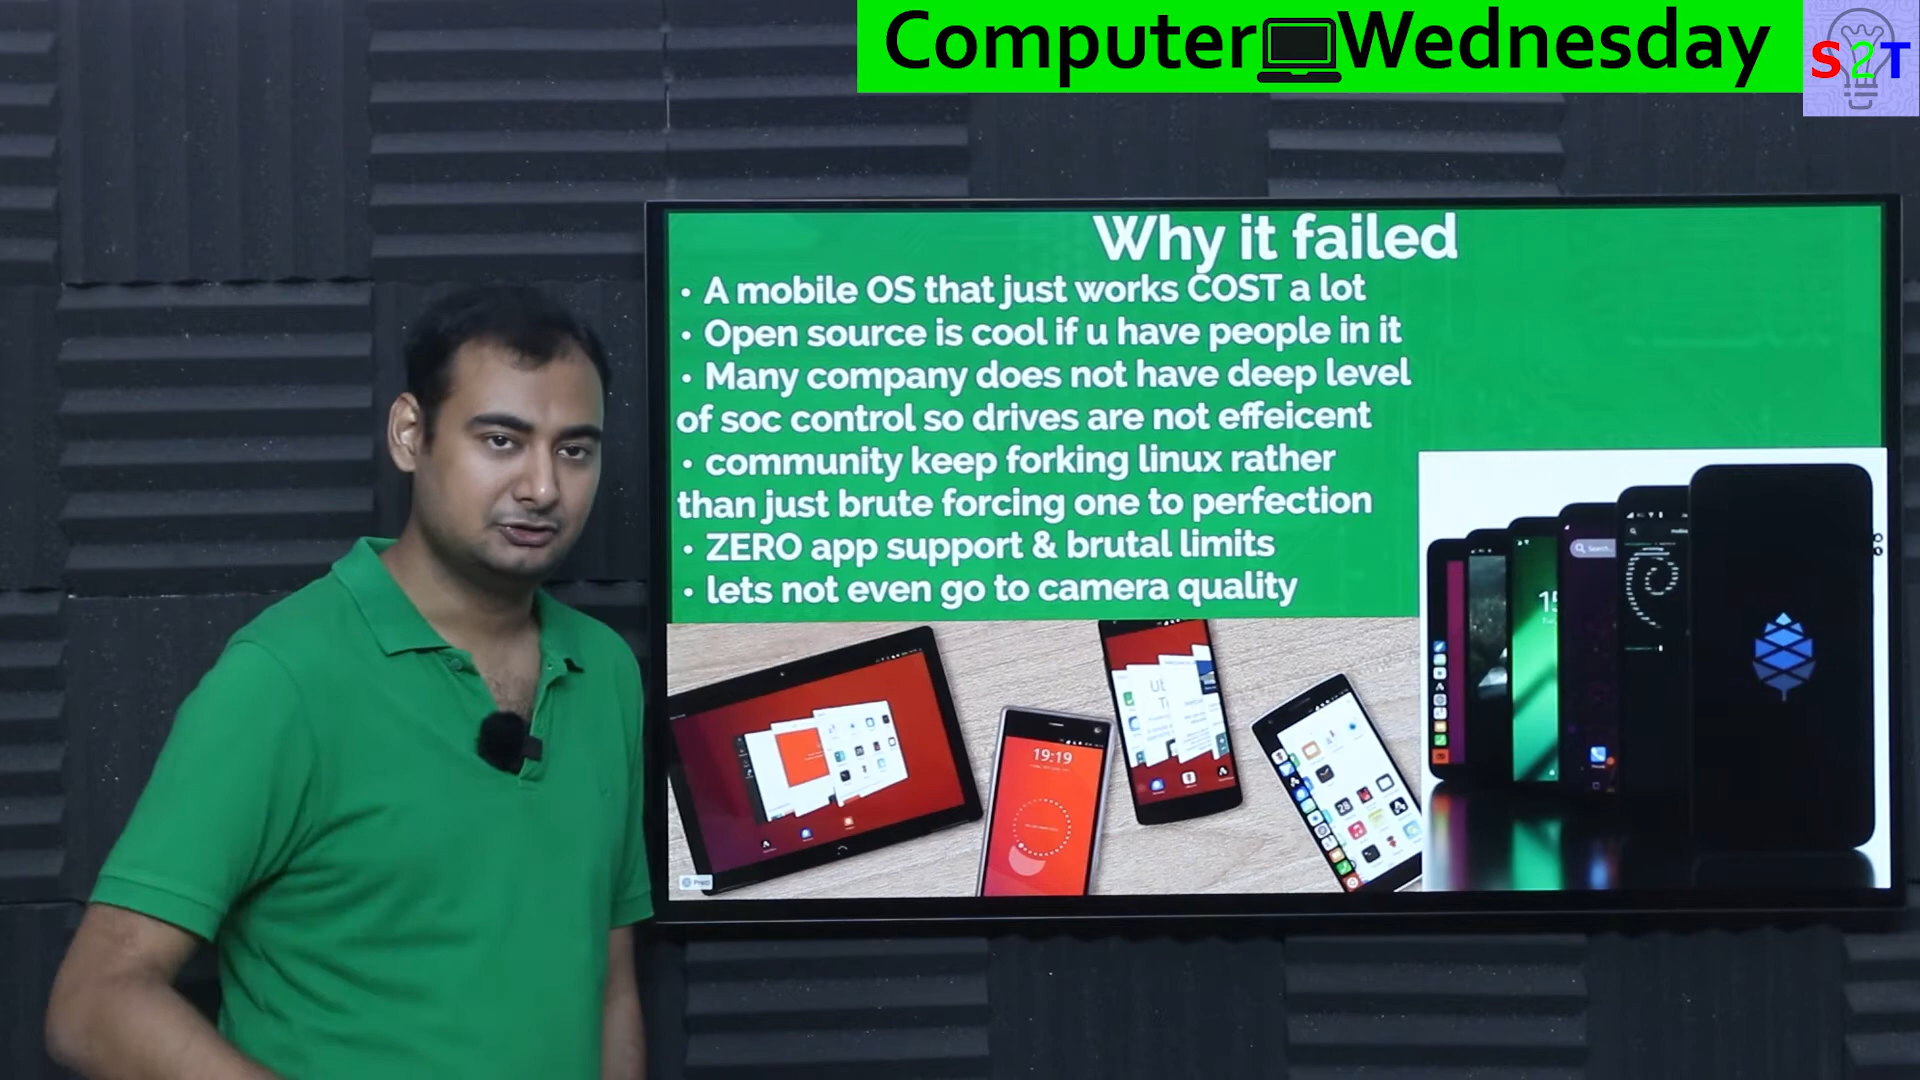 Computer Wednesday
S2T
Why it failed
• A mobile OS that just works COST a lot
• Open source is cool if u have people in it
• Many company does not have deep level
of soc control so drives are not effeicent
• community keep forking linux rather
than just brute forcing one to perfection
• ZERO app support & brutal limits
• lets not even go to camera quality
Search...
19:19
28
Prezi